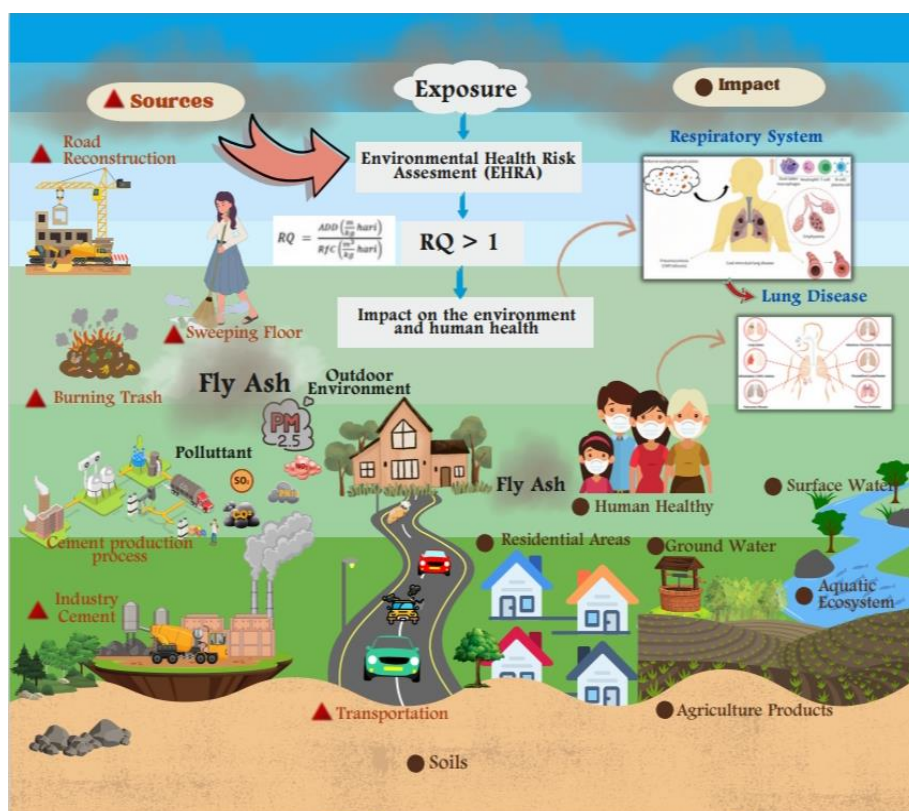 Sources
Exposure
Impact
Road
Reconstruction
Environmental Health Risk
Assesment (EHRA)
Respiratory System
RQ > 1
Lung Disease
Impact on the environment
and human health
Sweeping Floor
Burning Trash
Fly Ash
Outdoor
Environment
PM
2.5
Polluttant
SO₂
Fly Ash
Human Healthy
Surface Water
Cement production
process
Residential Areas
Ground Water
Industry
Cement
Aquatic
Ecosystem
Transportation
Agriculture Products
Soils